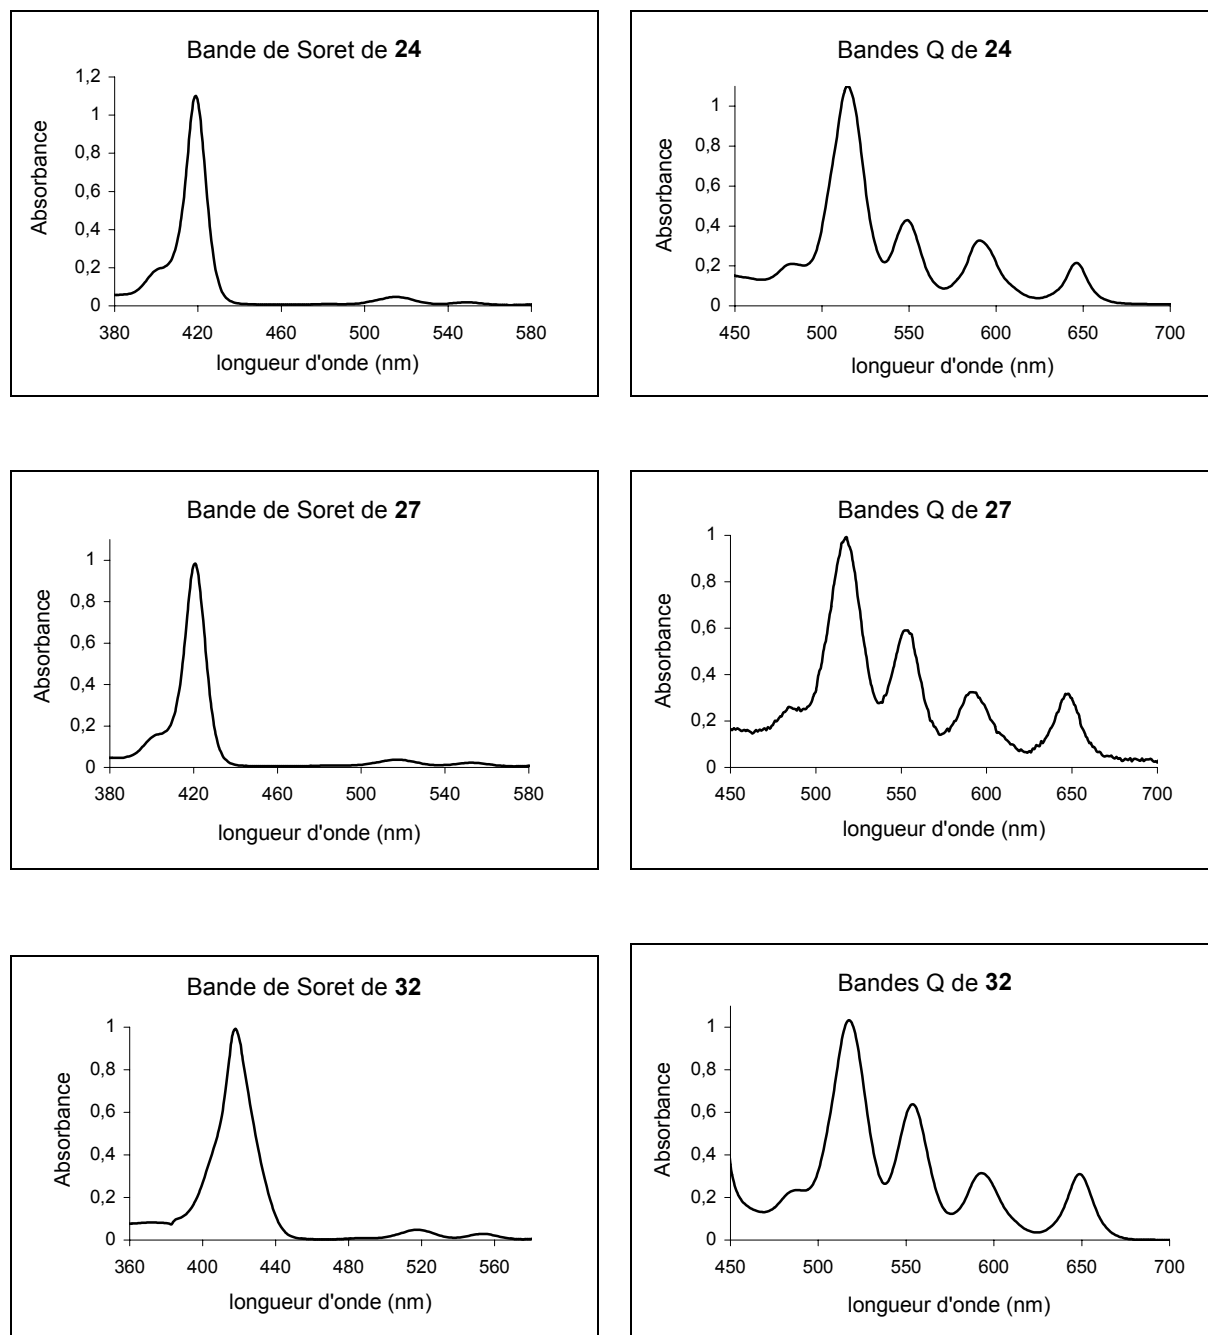 Bande de Soret de 24
1,2
1
0,8
0,6
0,4
0,2
0
Absorbance
380 420 460 500 540 580
longueur d'onde (nm)
Bandes Q de 24
1
0,8
0,6
0,4
0,2
0
Absorbance
450 500 550 600 650 700
longueur d'onde (nm)
Bande de Soret de 27
1
0,8
0,6
0,4
0,2
0
Absorbance
380 420 460 500 540 580
longueur d'onde (nm)
Bandes Q de 27
1
0,8
0,6
0,4
0,2
0
Absorbance
450 500 550 600 650 700
longueur d'onde (nm)
Bande de Soret de 32
1
0,8
0,6
0,4
0,2
0
Absorbance
360 400 440 480 520 560
longueur d'onde (nm)
Bandes Q de 32
1
0,8
0,6
0,4
0,2
0
Absorbance
450 500 550 600 650 700
longueur d'onde (nm)